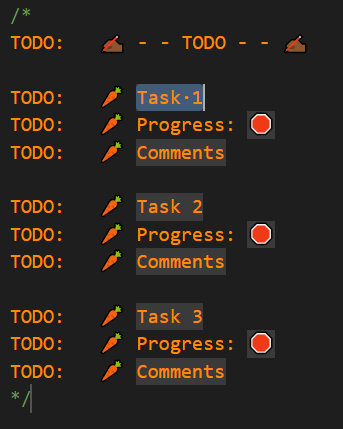 /*
TODO: 🪵 - - TODO - - 🪵
TODO: 🥕 Task·1
TODO: 🥕 Progress: 🛑
TODO: 🥕 Comments
TODO: 🥕 Task 2
TODO: 🥕 Progress: 🛑
TODO: 🥕 Comments
TODO: 🥕 Task 3
TODO: 🥕 Progress: 🛑
TODO: 🥕 Comments
*/